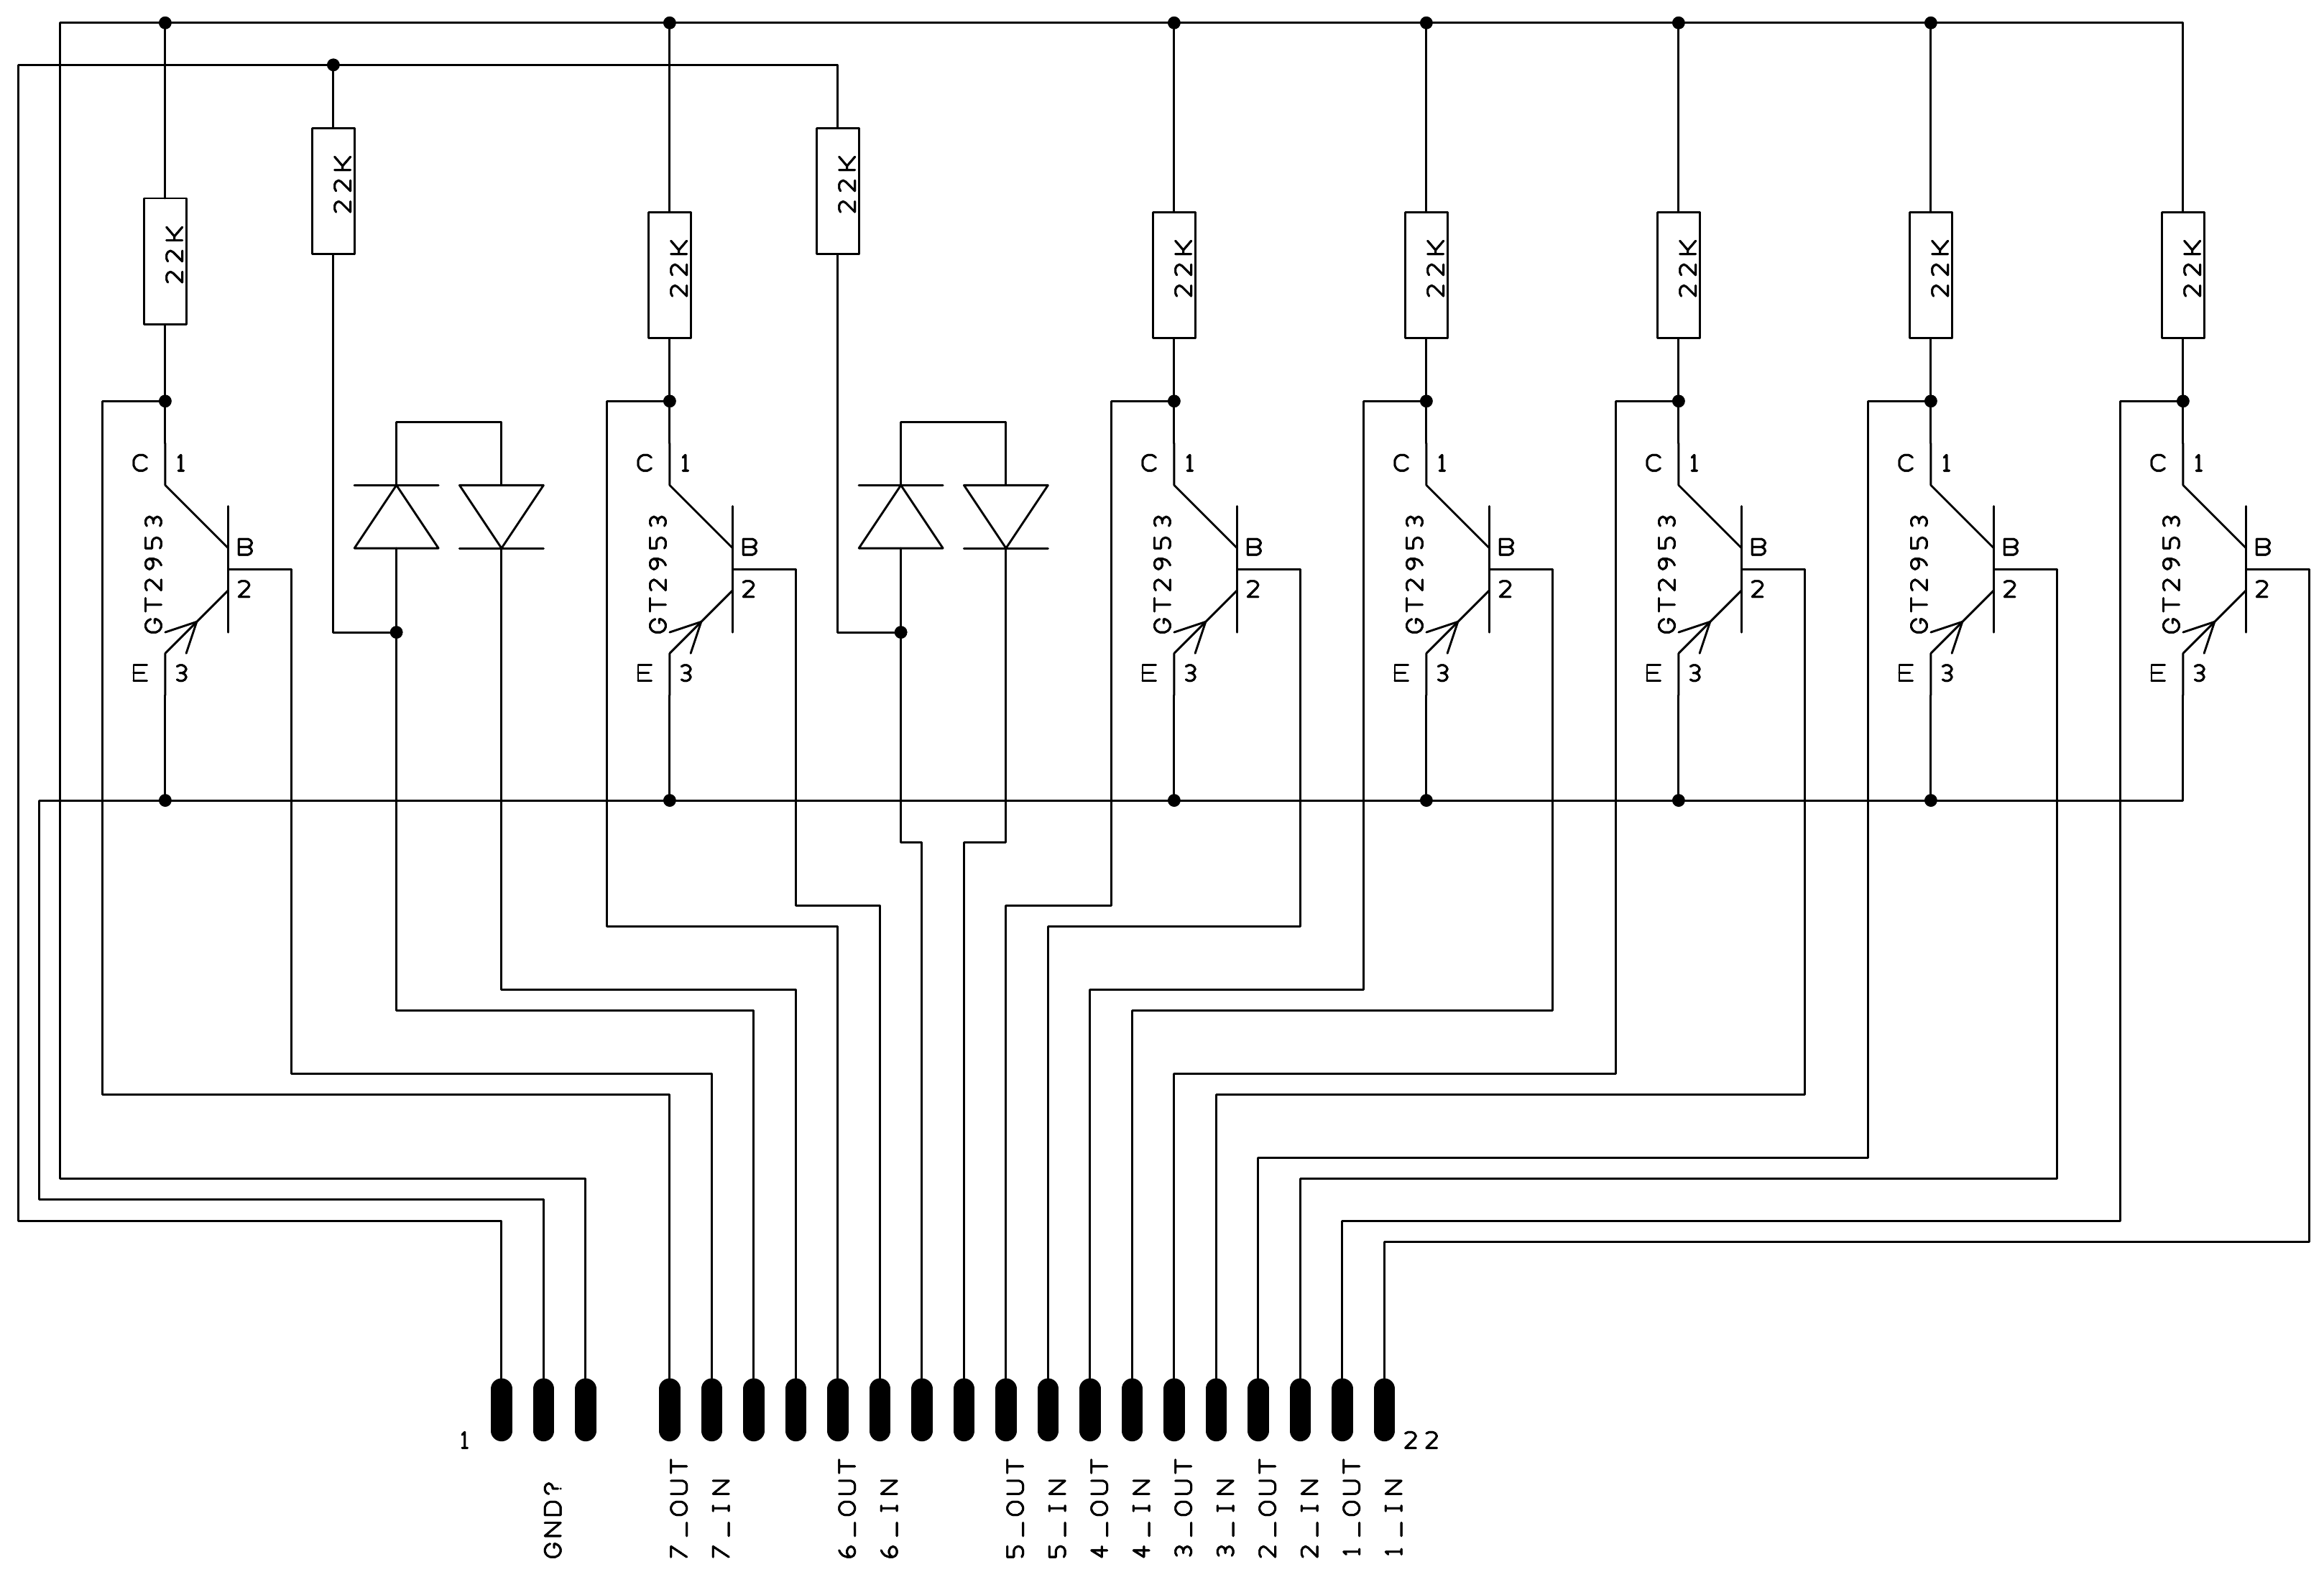 22K
22K
22K
22K
22K
22K
22K
22K
22K
C 1
C 1
C 1
C 1
C 1
C 1
C 1
GT2953
GT2953
GT2953
GT2953
GT2953
GT2953
GT2953
B
B
B
B
B
B
B
2
2
2
2
2
2
2
E 3
E 3
E 3
E 3
E 3
E 3
E 3
1
22
GND?
7_OUT
7_IN
6_OUT
6_IN
5_OUT
5_IN
4_OUT
4_IN
3_OUT
3_IN
2_OUT
2_IN
1_OUT
1_IN